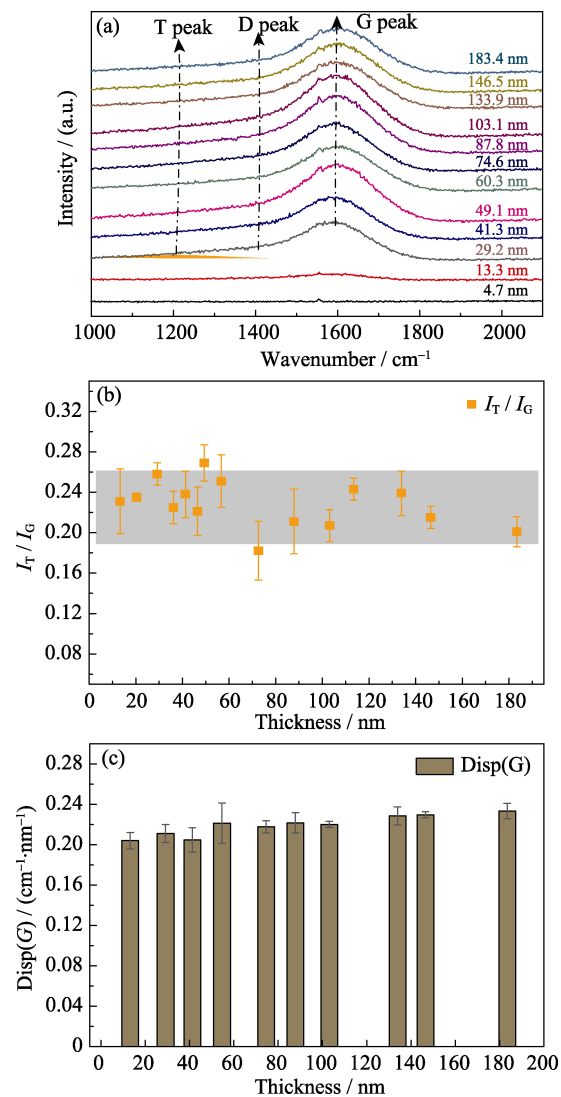 (a)
T peak
D peak
G peak
183.4 nm
146.5 nm
133.9 nm
103.1 nm
87.8 nm
74.6 nm
60.3 nm
49.1 nm
41.3 nm
29.2 nm
13.3 nm
4.7 nm
Intensity / (a.u.)
1000 1200 1400 1600 1800 2000
Wavenumber / cm⁻¹
(b)
I_T / I_G
0.32
0.28
0.24
0.20
0.16
0.12
0.08
I_T / I_G
0 20 40 60 80 100 120 140 160 180
Thickness / nm
(c)
Disp(G)
0.28
0.24
0.20
0.16
0.12
0.08
0.04
0
Disp(G) / (cm⁻¹·nm⁻¹)
0 20 40 60 80 100 120 140 160 180 200
Thickness / nm